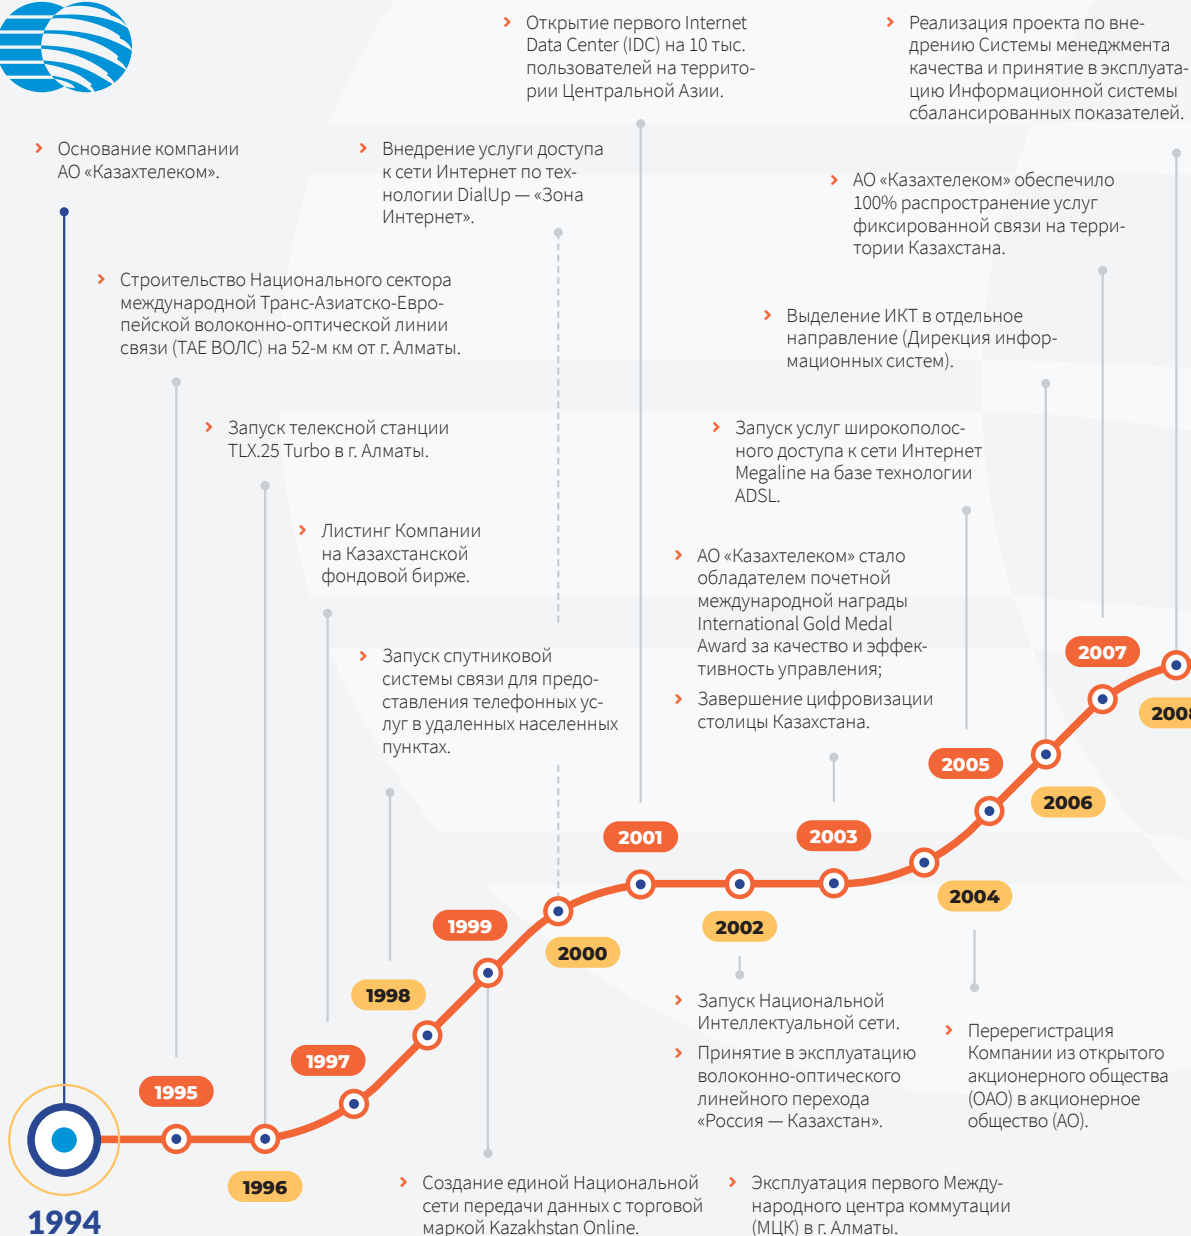 Открытие первого Internet
Data Center (IDC) на 10 тыс.
пользователей на террито-
рии Центральной Азии.
Реализация проекта по вне-
дрению Системы менеджмента
качества и принятие в эксплуата-
цию Информационной системы
сбалансированных показателей.
Основание компании
АО «Казахтелеком».
Внедрение услуги доступа
к сети Интернет по тех-
нологии DialUp — «Зона
Интернет».
АО «Казахтелеком» обеспечило
100% распространение услуг
фиксированной связи на терри-
тории Казахстана.
Строительство Национального сектора
международной Транс-Азиатско-Евро-
пейской волоконно-оптической линии
связи (ТАЕ ВОЛС) на 52-м км от г. Алматы.
Выделение ИКТ в отдельное
направление (Дирекция инфор-
мационных систем).
Запуск телексной станции
TLX.25 Turbo в г. Алматы.
Запуск услуг широкополос-
ного доступа к сети Интернет
Megaline на базе технологии
ADSL.
Листинг Компании
на Казахстанской
фондовой бирже.
АО «Казахтелеком» стало
обладателем почетной
международной награды
International Gold Medal
Award за качество и эффек-
тивность управления;
Завершение цифровизации
столицы Казахстана.
Запуск спутниковой
системы связи для предо-
ставления телефонных ус-
луг в удаленных населенных
пунктах.
2007
2008
2005
2006
2001
2003
2004
1999
2002
2000
1998
Запуск Национальной
Интеллектуальной сети.
Принятие в эксплуатацию
волоконно-оптического
линейного перехода
«Россия — Казахстан».
Перерегистрация
Компании из открытого
акционерного общества
(ОАО) в акционерное
общество (АО).
1997
1995
1996
1994
Создание единой Национальной
сети передачи данных с торговой
маркой Kazakhstan Online.
Эксплуатация первого Между-
народного центра коммутации
(МЦК) в г. Алматы.